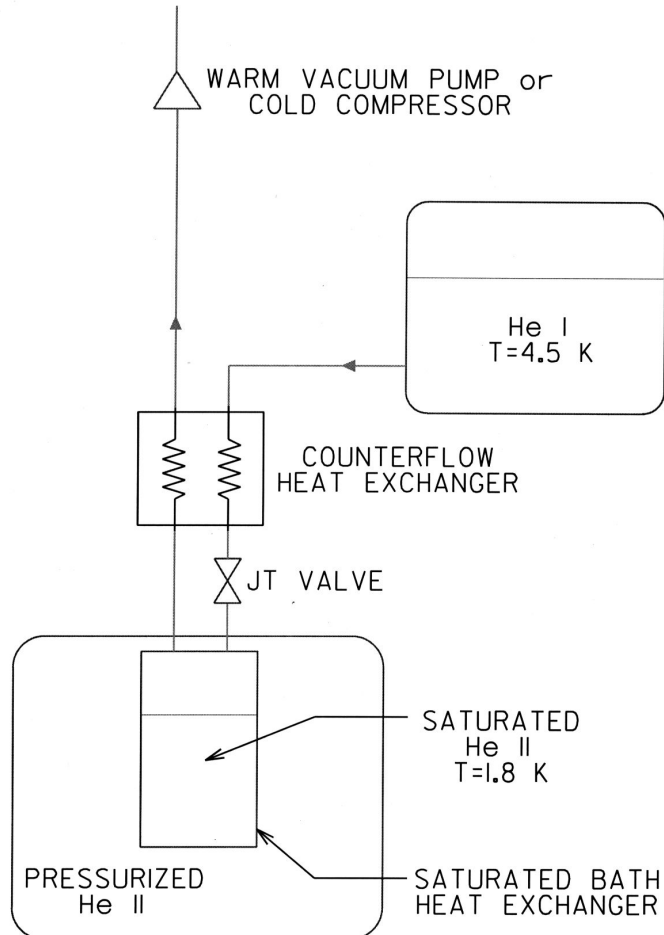 WARM VACUUM PUMP or
COLD COMPRESSOR
He I
T=4.5 K
COUNTERFLOW
HEAT EXCHANGER
JT VALVE
SATURATED
He II
T=1.8 K
PRESSURIZED
He II
SATURATED BATH
HEAT EXCHANGER